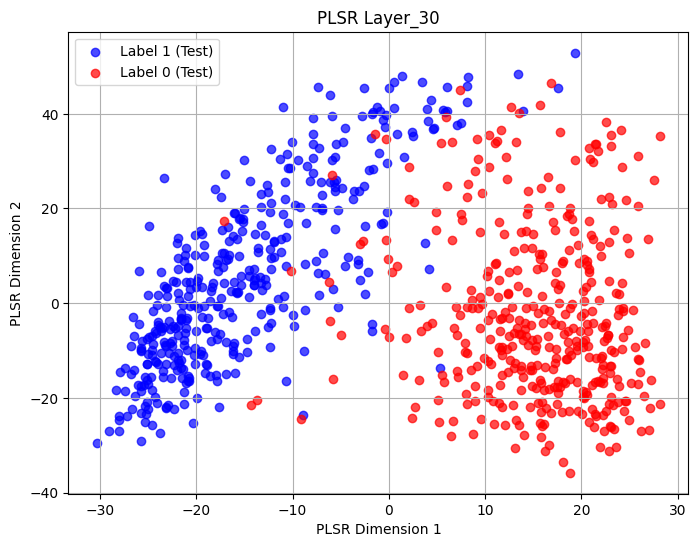 PLSR Layer_30
Label 1 (Test)
Label 0 (Test)
PLSR Dimension 2
40
20
0
−20
−40
−30
−20
−10
0
10
20
30
PLSR Dimension 1